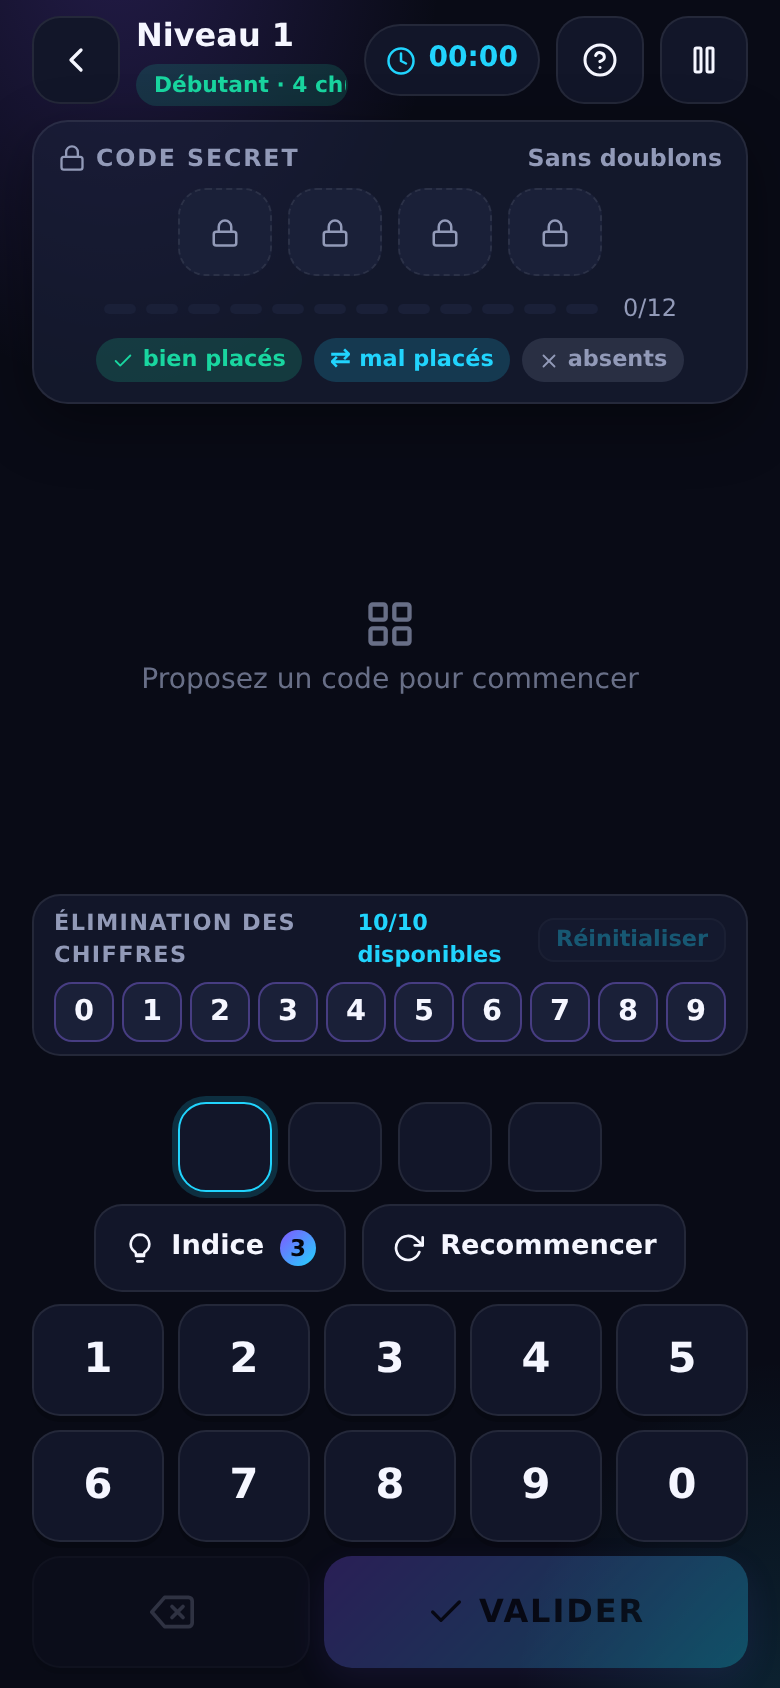 Niveau 1
Débutant · 4 ch
00:00
CODE SECRET
Sans doublons
0/12
bien placés
mal placés
absents
Proposez un code pour commencer
ÉLIMINATION DES
CHIFFRES
10/10
disponibles
Réinitialiser
0 1 2 3 4 5 6 7 8 9
Indice 3
Recommencer
1 2 3 4 5
6 7 8 9 0
VALIDER